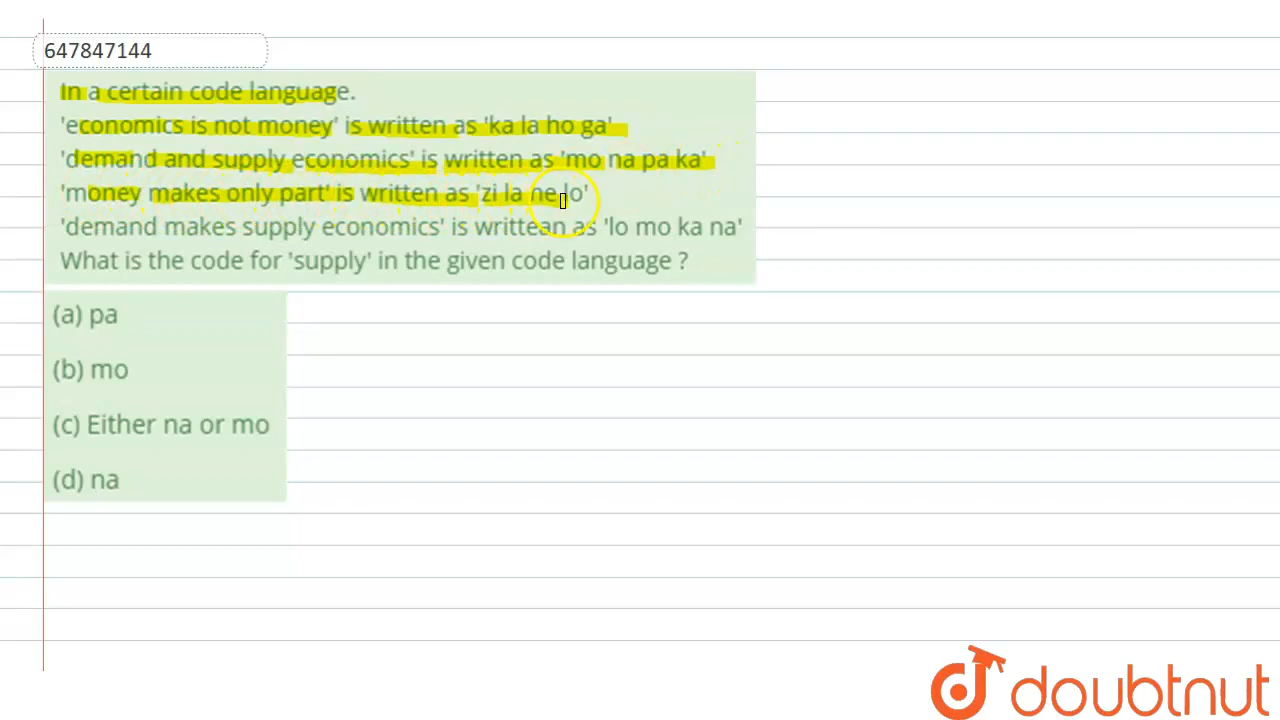 647847144
In a certain code language.
'economics is not money' is written as 'ka la ho ga'
'demand and supply economics' is written as 'mo na pa ka'
'money makes only part' is written as 'zi la ne lo'
'demand makes supply economics' is writtean as 'lo mo ka na'
What is the code for 'supply' in the given code language ?
(a) pa
(b) mo
(c) Either na or mo
(d) na
doubtnut